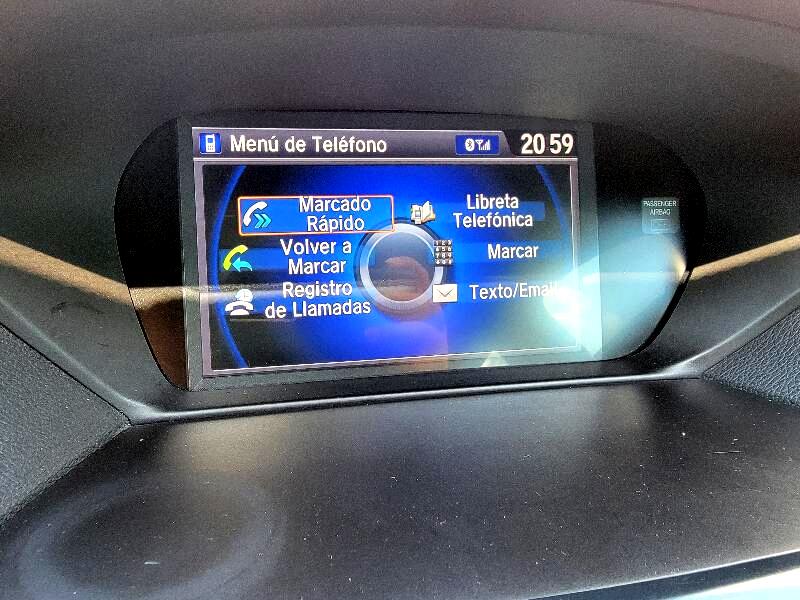 Menú de Teléfono
20 59
Marcado
Rápido
Libreta
Telefónica
Volver a
Marcar
Marcar
Registro
de Llamadas
Texto/Email
PASSENGER
AIRBAG